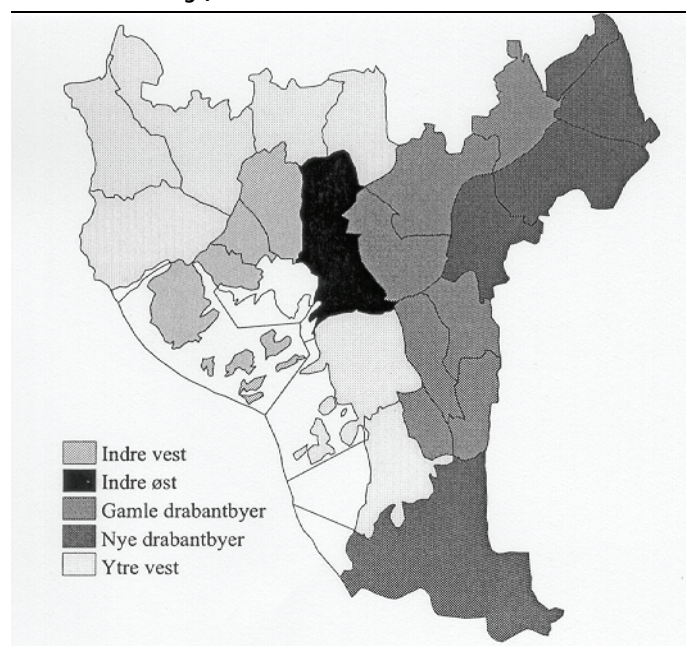 Indre vest
Indre øst
Gamle drabantbyer
Nye drabantbyer
Ytre vest